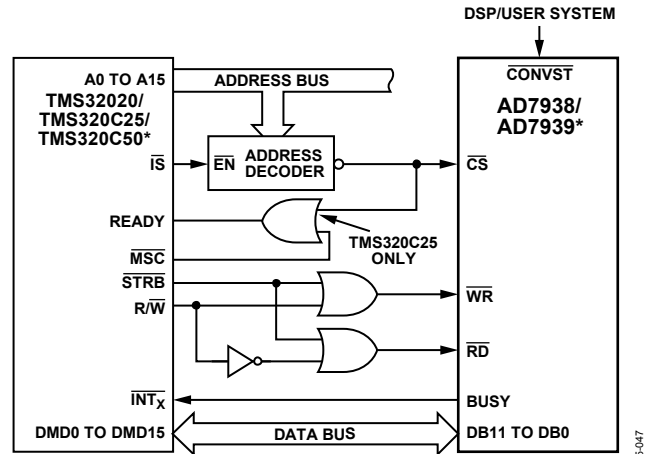 DSP/USER SYSTEM
A0 TO A15
ADDRESS BUS
CONVST
TMS32020/
TMS320C25/
TMS320C50*
AD7938/
AD7939*
IS
EN
ADDRESS
DECODER
CS
READY
TMS320C25
ONLY
MSC
STRB
R/W
WR
RD
INTX
BUSY
DMD0 TO DMD15
DATA BUS
DB11 TO DB0